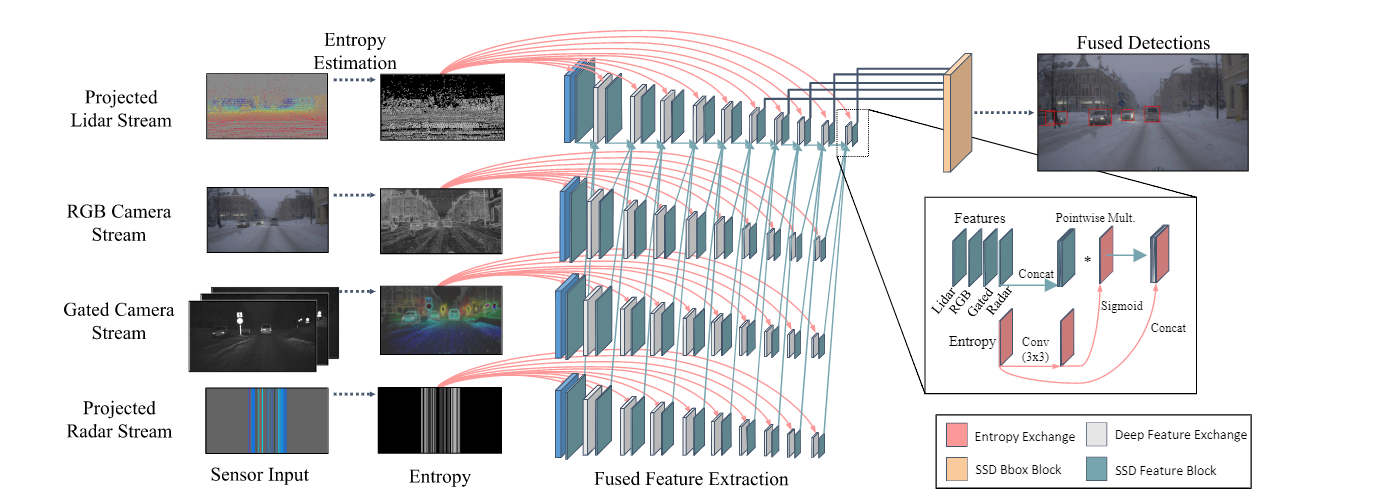 Entropy
Estimation
Fused Detections
Projected
Lidar Stream
RGB Camera
Stream
Gated Camera
Stream
Projected
Radar Stream
Sensor Input
Entropy
Fused Feature Extraction
Features
Pointwise Mult.
Concat
*
Lidar
RGB
Gated
Radar
Sigmoid
Entropy
Conv
(3x3)
Concat
Entropy Exchange
Deep Feature Exchange
SSD Bbox Block
SSD Feature Block